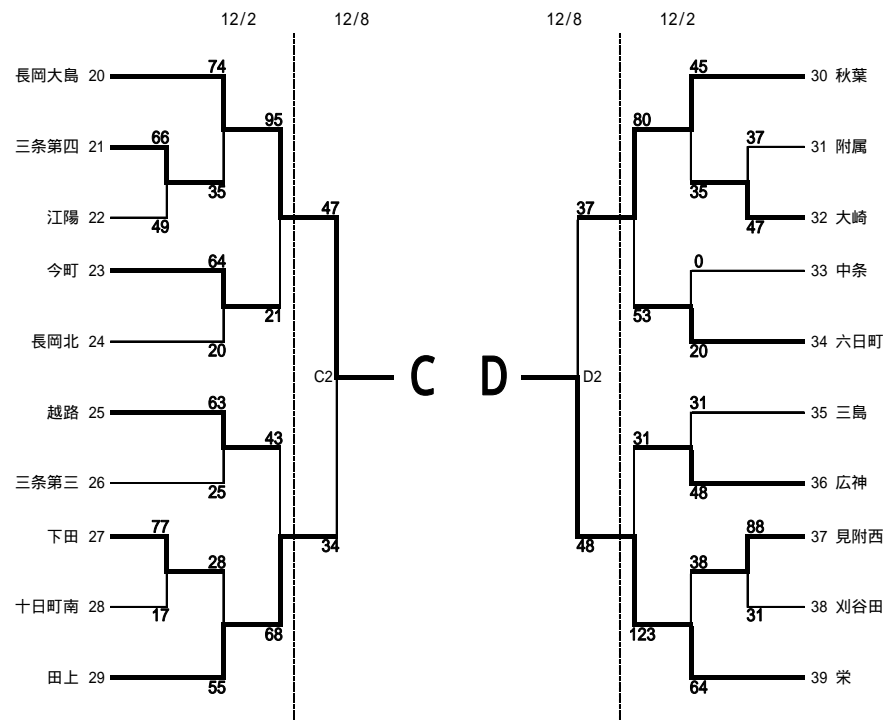 12/2 12/8 12/8 12/2
74 45
長岡大島 20 30 秋葉
95 80
66 37
三条第四 21 31 附属
35 35
47 37
江陽 22 32 大崎
49 47
64 0
今町 23 33 中条
21 53
長岡北 24 34 六日町
20 20
C2 C D D2
63 31
越路 25 35 三島
43 31
三条第三 26 36 広神
25 48
77 88
下田 27 37 見附西
34 48
28 38
十日町南 28 38 刈谷田
17 31
68 123
田上 29 39 栄
55 64